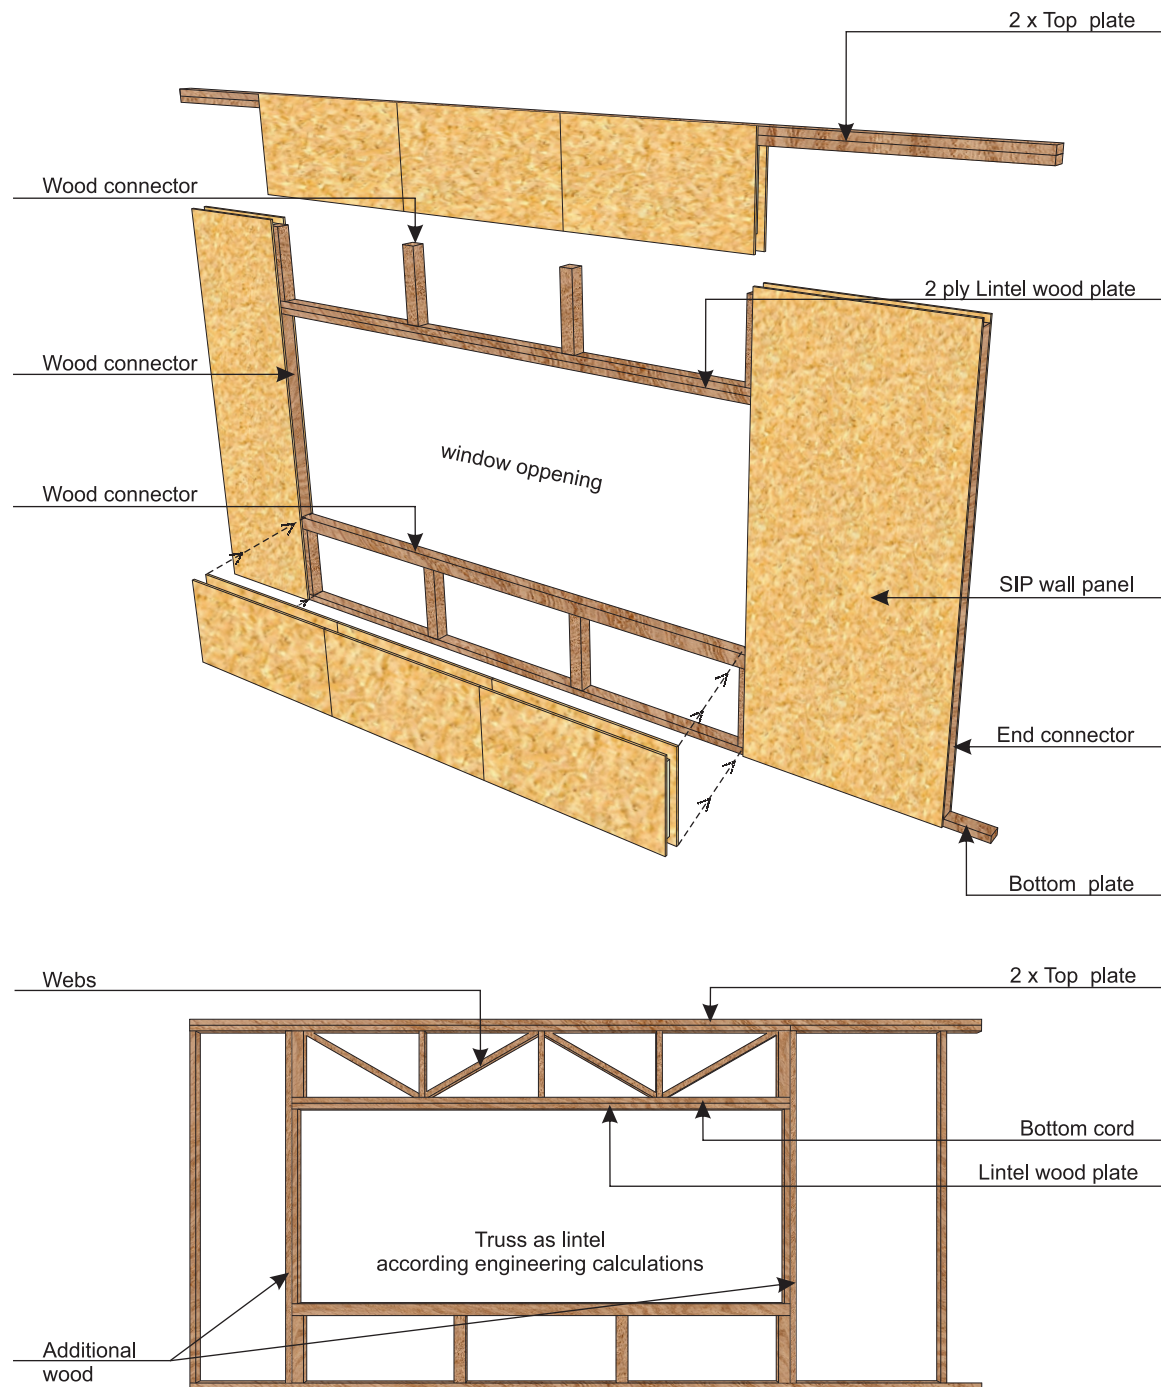 2 x Top plate
Wood connector
2 ply Lintel wood plate
Wood connector
window oppening
Wood connector
SIP wall panel
End connector
Bottom plate
Webs
2 x Top plate
Bottom cord
Lintel wood plate
Truss as lintel
according engineering calculations
Additional
wood